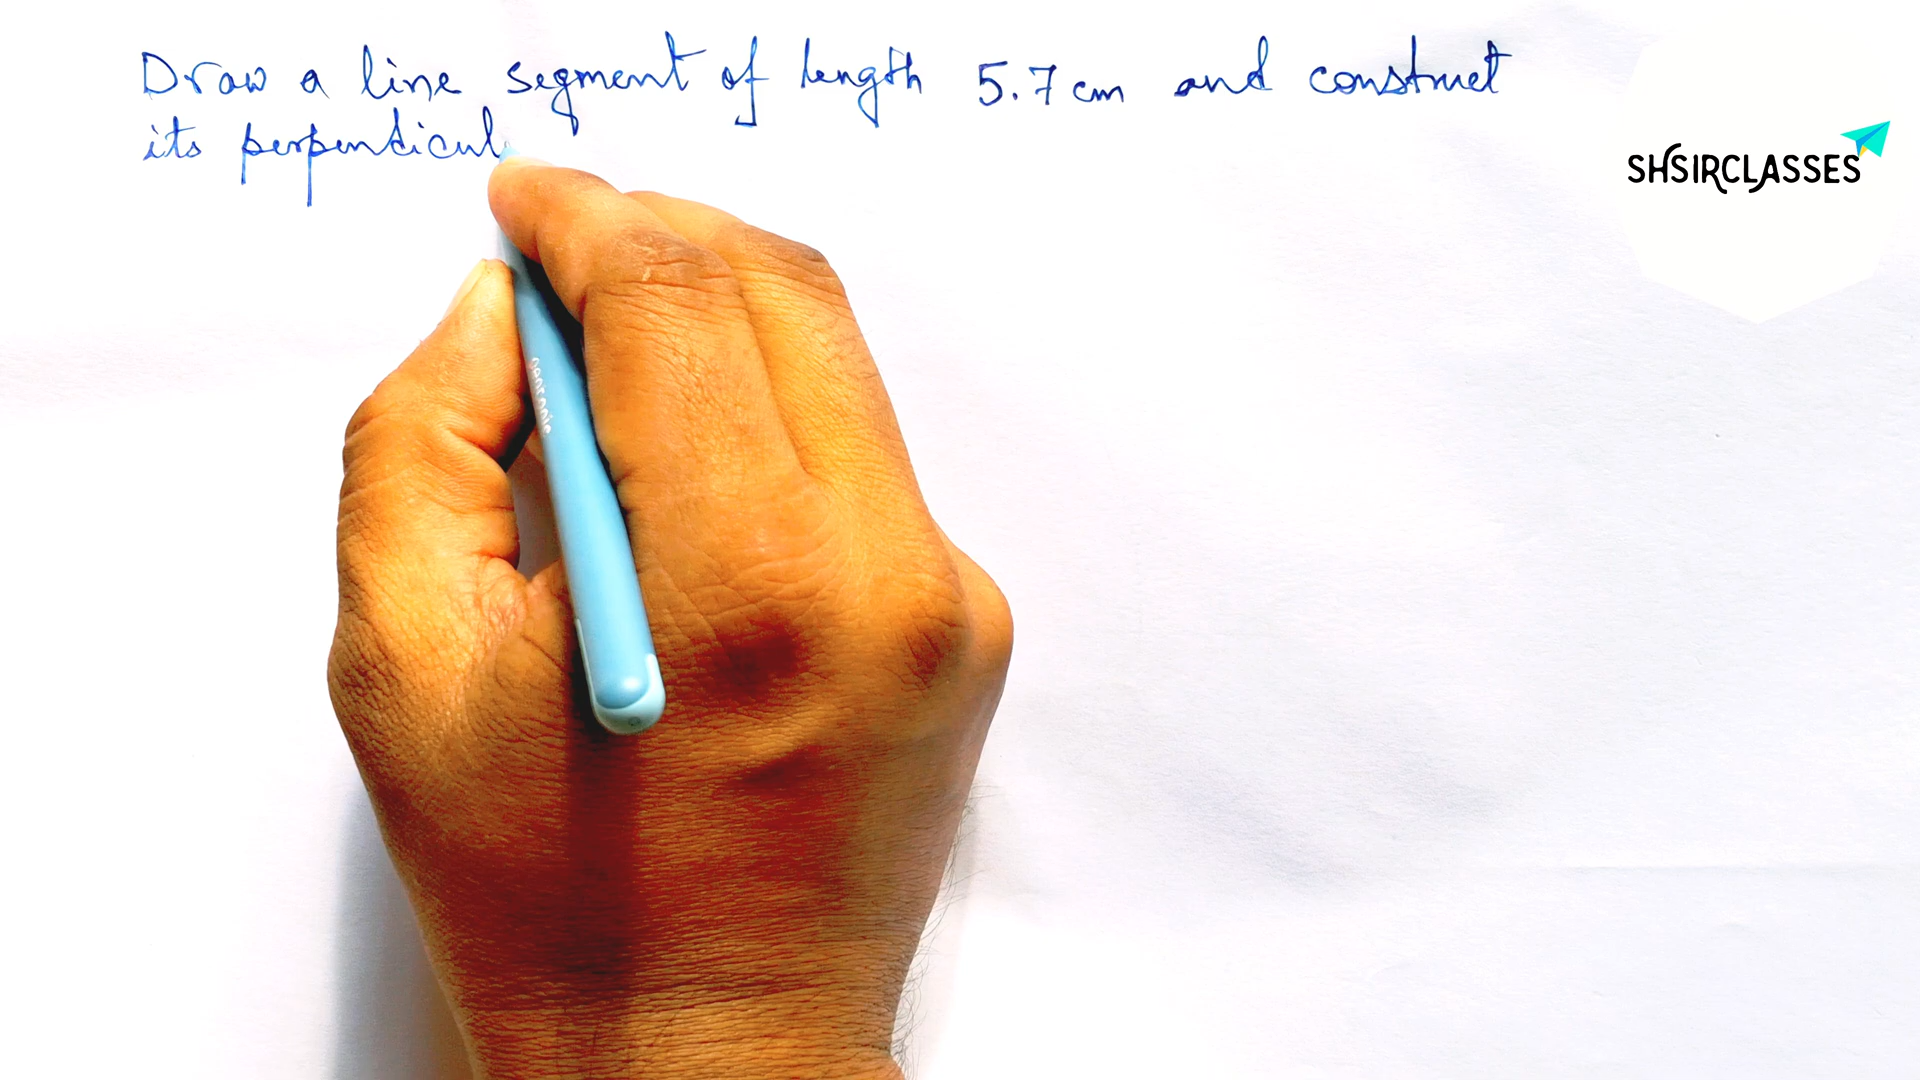 Draw a line segment of length 5.7 cm and construct
its perpendicul
SHSIRCLASSES